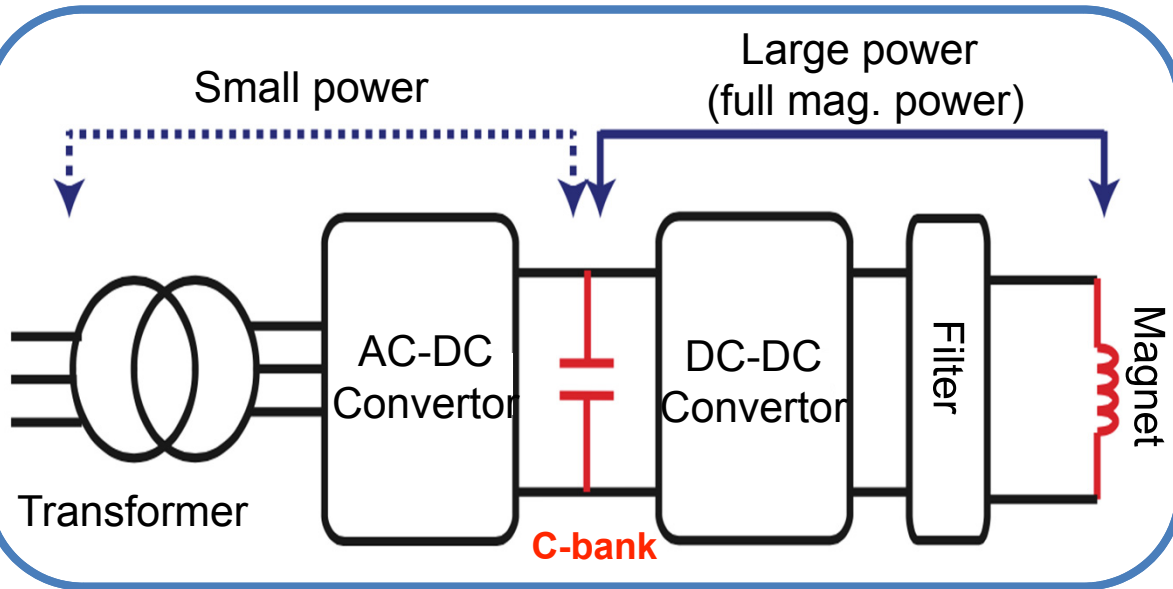 Small power
Large power
(full mag. power)
Transformer
AC-DC
Convertor
C-bank
DC-DC
Convertor
Filter
Magnet